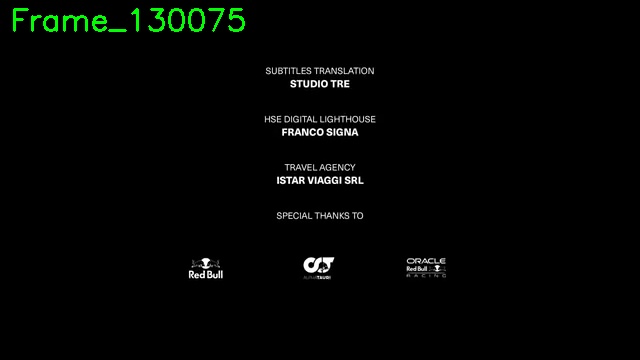 Frame_130075
SUBTITLES TRANSLATION
STUDIO TRE
HSE DIGITAL LIGHTHOUSE
FRANCO SIGNA
TRAVEL AGENCY
ISTAR VIAGGI SRL
SPECIAL THANKS TO
Red Bull
ALPHATAURI
ORACLE
Red Bull
RACING